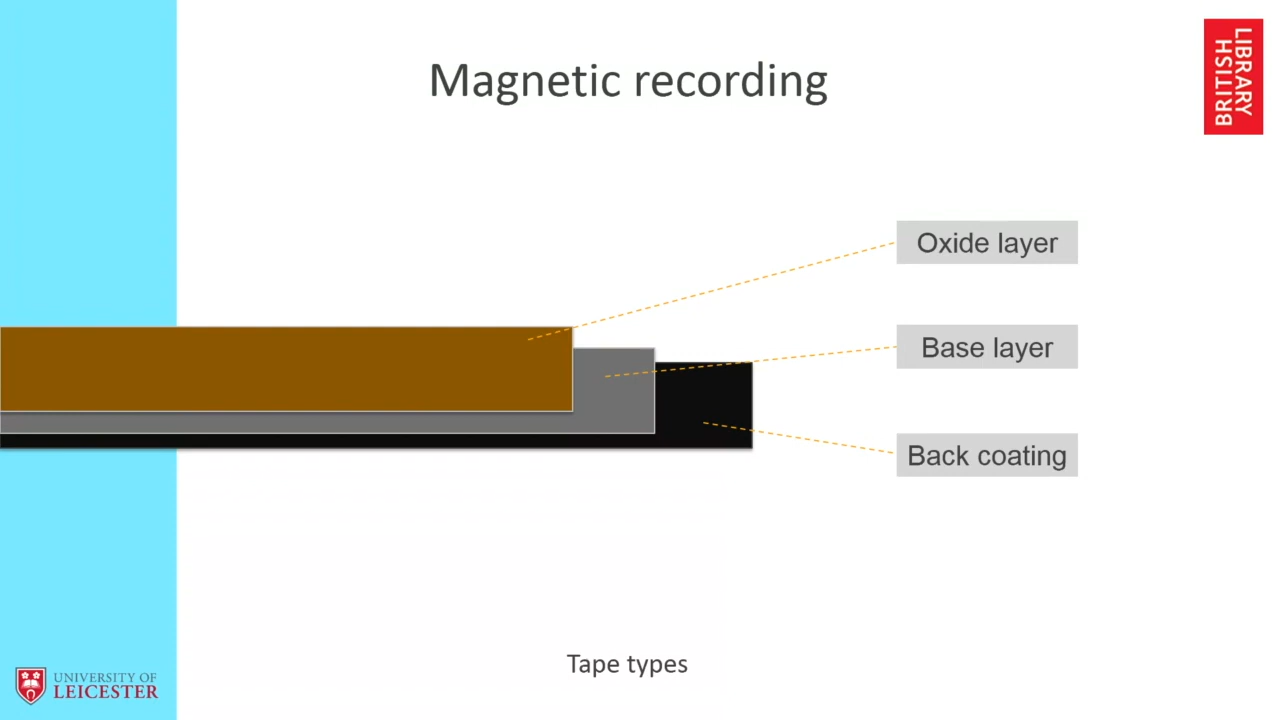 Magnetic recording
LIBRARY
BRITISH
Oxide layer
Base layer
Back coating
Tape types
UNIVERSITY OF
LEICESTER